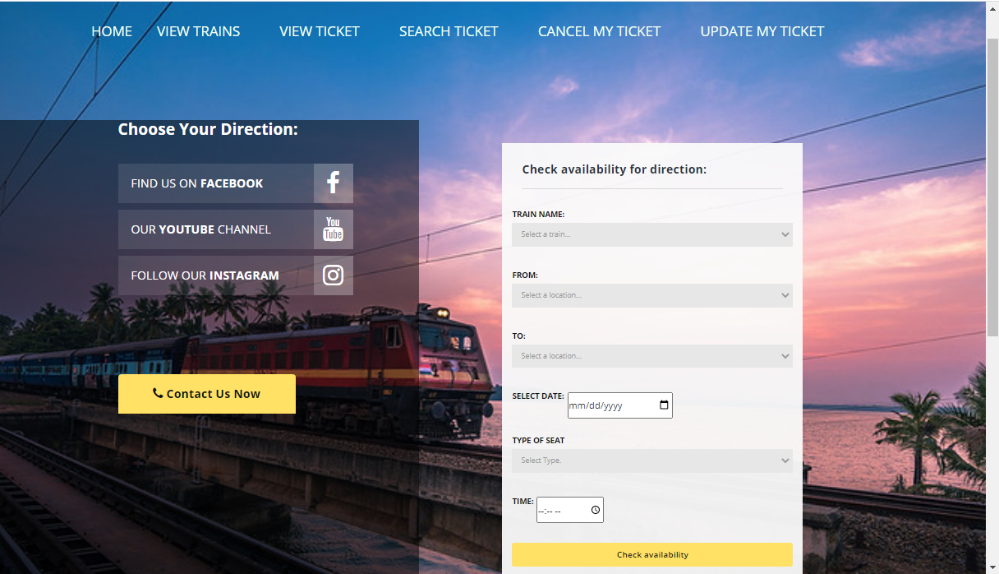 HOME VIEW TRAINS VIEW TICKET SEARCH TICKET CANCEL MY TICKET UPDATE MY TICKET
Choose Your Direction:
FIND US ON FACEBOOK
OUR YOUTUBE CHANNEL
You
Tube
FOLLOW OUR INSTAGRAM
Contact Us Now
Check availability for direction:
TRAIN NAME:
Select a train...
FROM:
Select a location...
TO:
Select a location...
SELECT DATE: mm/dd/yyyy
TYPE OF SEAT
Select Type.
TIME: --:-- --
Check availability